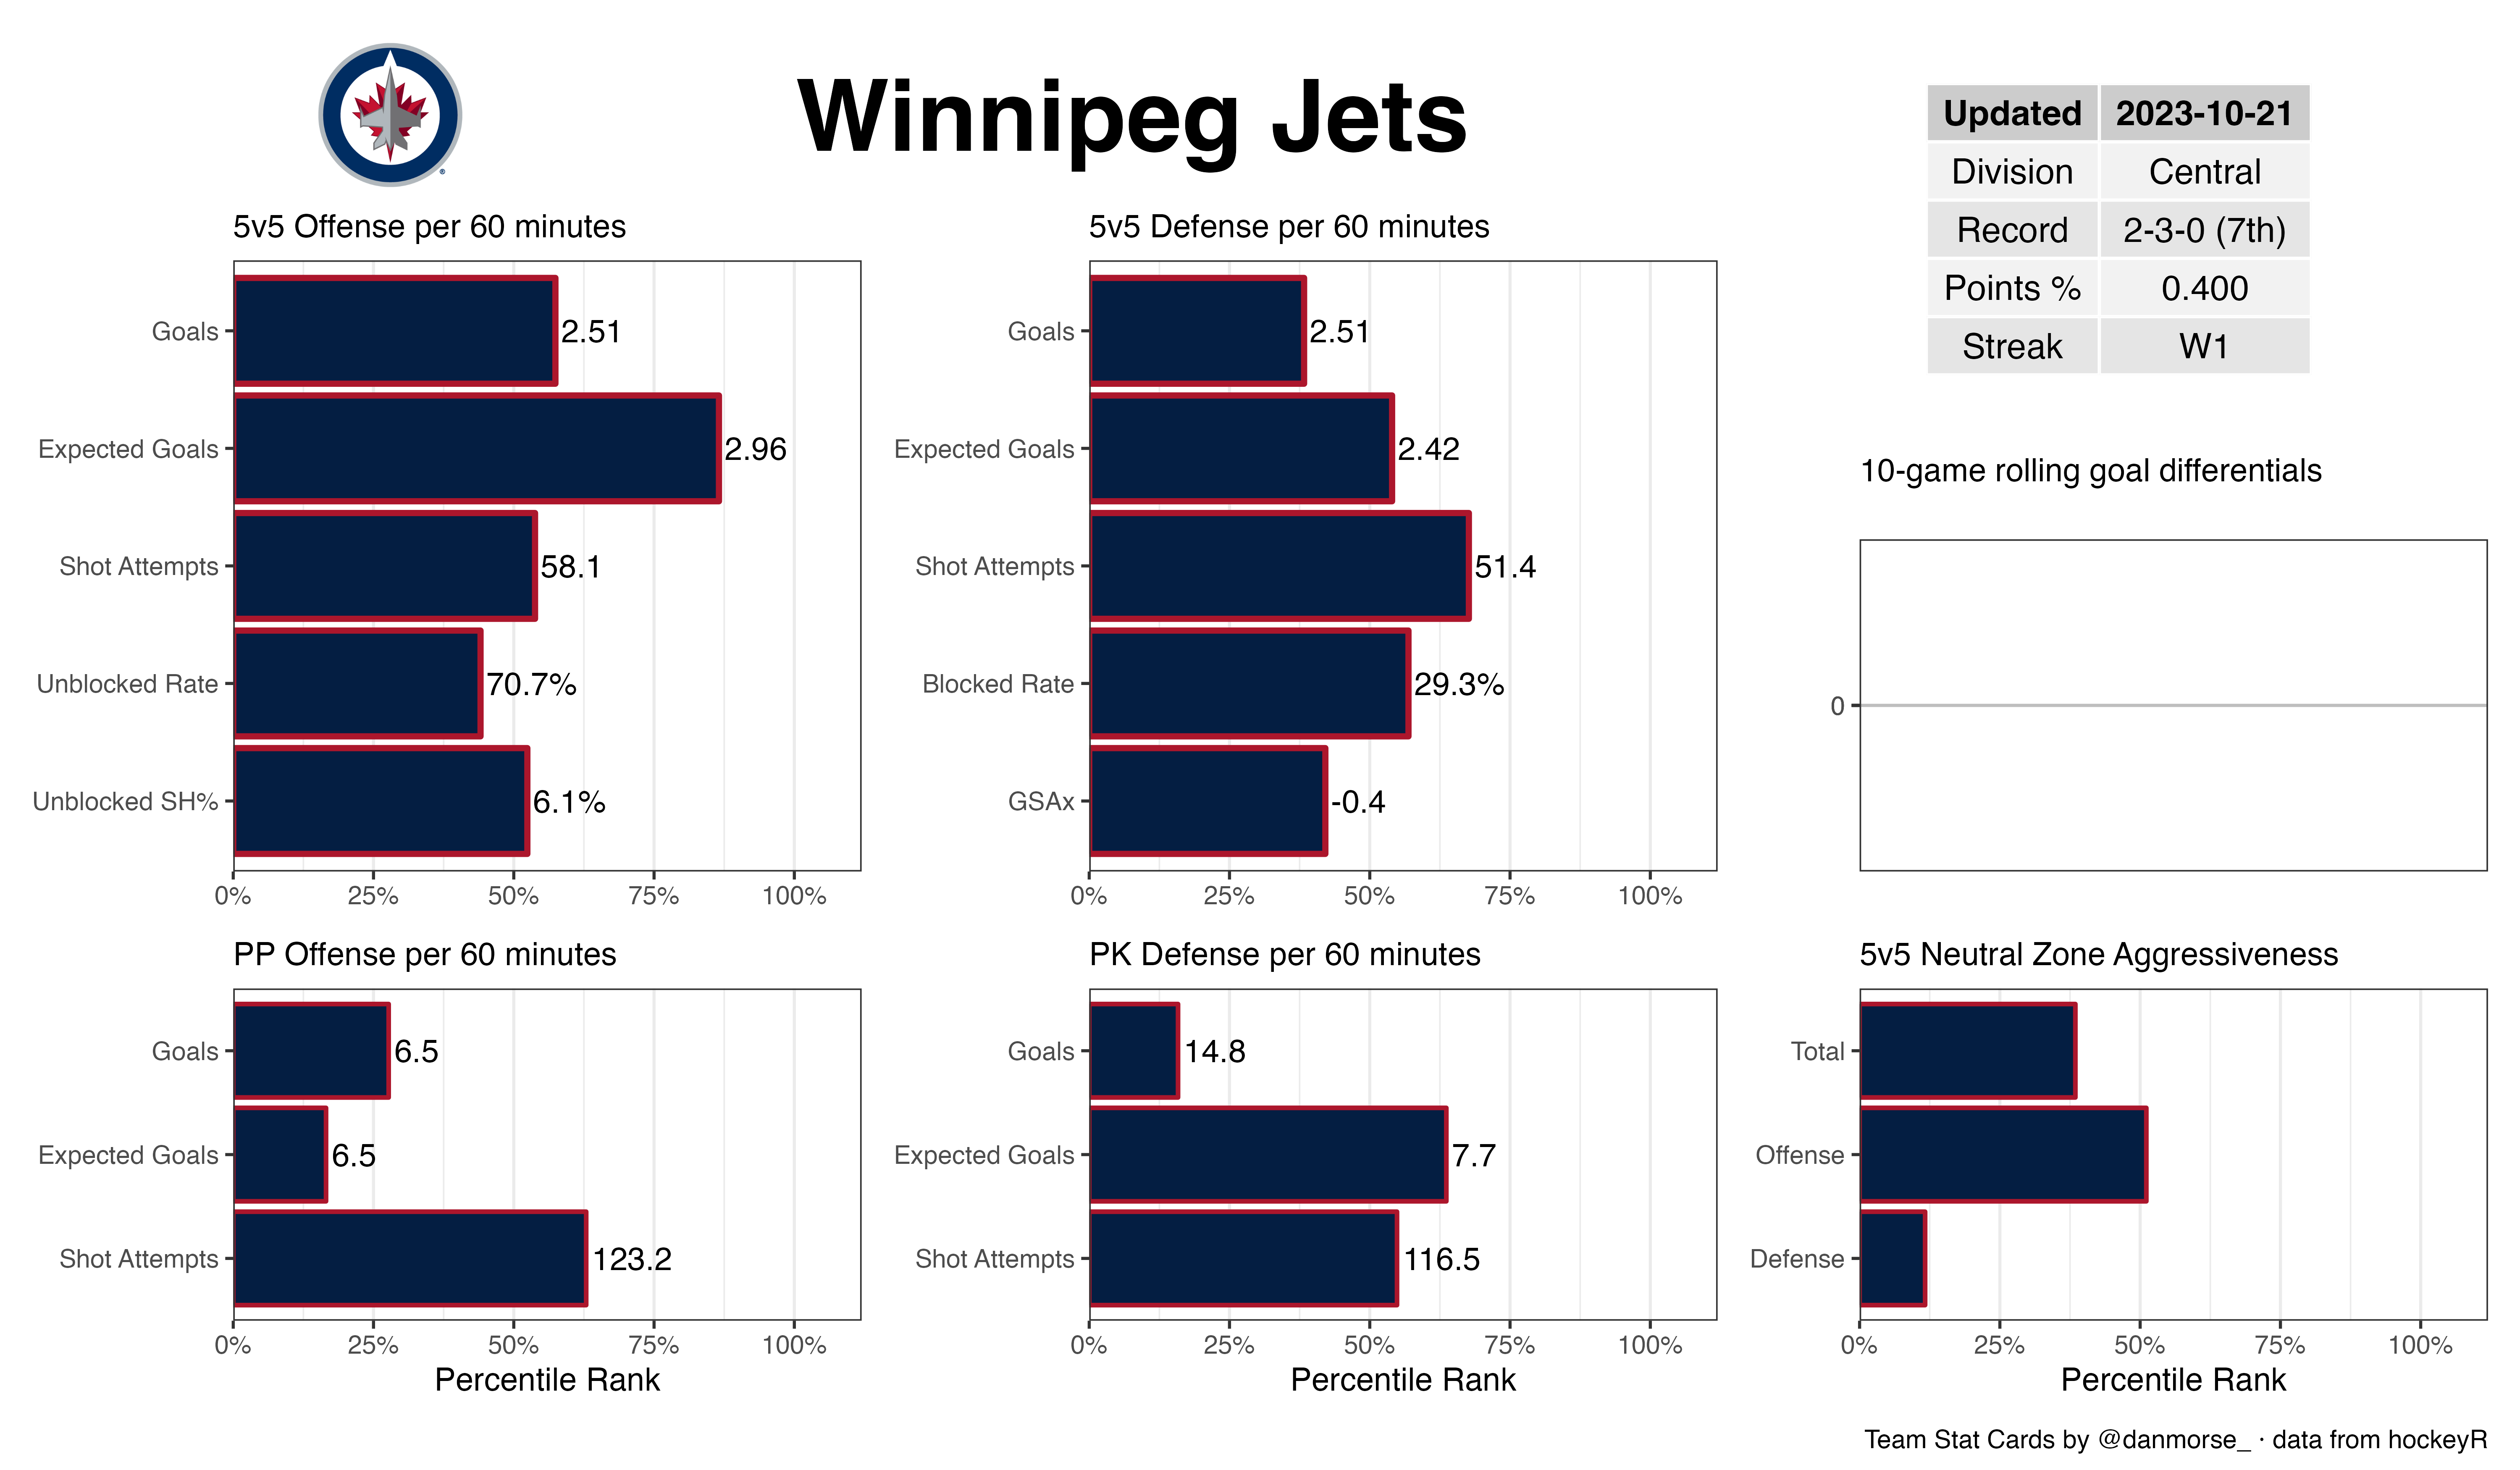 Winnipeg Jets
Updated 2023-10-21
Division Central
Record 2-3-0 (7th)
Points % 0.400
Streak W1
5v5 Offense per 60 minutes
Goals 2.51
Expected Goals 2.96
Shot Attempts 58.1
Unblocked Rate 70.7%
Unblocked SH% 6.1%
0% 25% 50% 75% 100%
5v5 Defense per 60 minutes
Goals 2.51
Expected Goals 2.42
Shot Attempts 51.4
Blocked Rate 29.3%
GSAx -0.4
0% 25% 50% 75% 100%
10-game rolling goal differentials
0
PP Offense per 60 minutes
Goals 6.5
Expected Goals 6.5
Shot Attempts 123.2
0% 25% 50% 75% 100%
Percentile Rank
PK Defense per 60 minutes
Goals 14.8
Expected Goals 7.7
Shot Attempts 116.5
0% 25% 50% 75% 100%
Percentile Rank
5v5 Neutral Zone Aggressiveness
Total
Offense
Defense
0% 25% 50% 75% 100%
Percentile Rank
Team Stat Cards by @danmorse_ · data from hockeyR